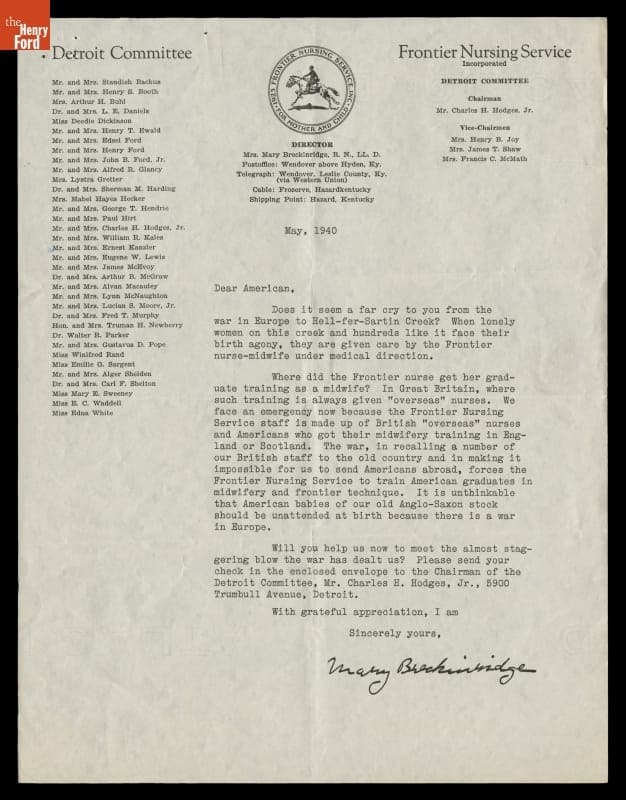 the
Henry
Ford
Detroit Committee
Mr. and Mrs. Standish Backus
Mr. and Mrs. Henry S. Booth
Mrs. Arthur H. Buhl
Dr. and Mrs. L. E. Daniels
Miss Deedie Dickinson
Mr. and Mrs. Henry T. Ewald
Mr. and Mrs. Edsel Ford
Mr. and Mrs. Henry Ford
Mr. and Mrs. John B. Ford, Jr.
Mr. and Mrs. Alfred R. Glancy
Mrs. Lystra Gretter
Dr. and Mrs. Sherman M. Harding
Mrs. Mabel Hayes Hecker
Mr. and Mrs. George T. Hendrie
Mr. and Mrs. Paul Hirt
Mr. and Mrs. Charles H. Hodges, Jr.
Mr. and Mrs. William R. Kales
Mr. and Mrs. Ernest Kanzler
Mr. and Mrs. Eugene W. Lewis
Mr. and Mrs. James McEvoy
Dr. and Mrs. Arthur B. McGraw
Mr. and Mrs. Alvan Macauley
Mr. and Mrs. Lynn McNaughton
Mr. and Mrs. Lucian S. Moore, Jr.
Dr. and Mrs. Fred T. Murphy
Hon. and Mrs. Truman H. Newberry
Dr. Walter R. Parker
Mr. and Mrs. Gustavus D. Pope
Miss Winifred Rand
Miss Emilie G. Sargent
Mr. and Mrs. Alger Shelden
Dr. and Mrs. Carl F. Shelton
Miss Mary E. Sweeney
Miss E. C. Waddell
Miss Edna White
FRONTIER NURSING SERVICE, INC.
FOR MOTHER AND CHILD
1925
DIRECTOR
Mrs. Mary Breckinridge, R. N., LL. D.
Postoffice: Wendover above Hyden, Ky.
Telegraph: Wendover, Leslie County, Ky.
(via Western Union)
Cable: Froserve, Hazardkentucky
Shipping Point: Hazard, Kentucky
Frontier Nursing Service
Incorporated
DETROIT COMMITTEE
Chairman
Mr. Charles H. Hodges, Jr.
Vice-Chairmen
Mrs. Henry B. Joy
Mrs. James T. Shaw
Mrs. Francis C. McMath
May, 1940
Dear American,
Does it seem a far cry to you from the
war in Europe to Hell-fer-Sartin Creek? When lonely
women on this creek and hundreds like it face their
birth agony, they are given care by the Frontier
nurse-midwife under medical direction.
Where did the Frontier nurse get her grad-
uate training as a midwife? In Great Britain, where
such training is always given "overseas" nurses. We
face an emergency now because the Frontier Nursing
Service staff is made up of British "overseas" nurses
and Americans who got their midwifery training in Eng-
land or Scotland. The war, in recalling a number of
our British staff to the old country and in making it
impossible for us to send Americans abroad, forces the
Frontier Nursing Service to train American graduates in
midwifery and frontier technique. It is unthinkable
that American babies of our old Anglo-Saxon stock
should be unattended at birth because there is a war
in Europe.
Will you help us now to meet the almost stag-
gering blow the war has dealt us? Please send your
check in the enclosed envelope to the Chairman of the
Detroit Committee, Mr. Charles H. Hodges, Jr., 5900
Trumbull Avenue, Detroit.
With grateful appreciation, I am
Sincerely yours,
Mary Breckinridge